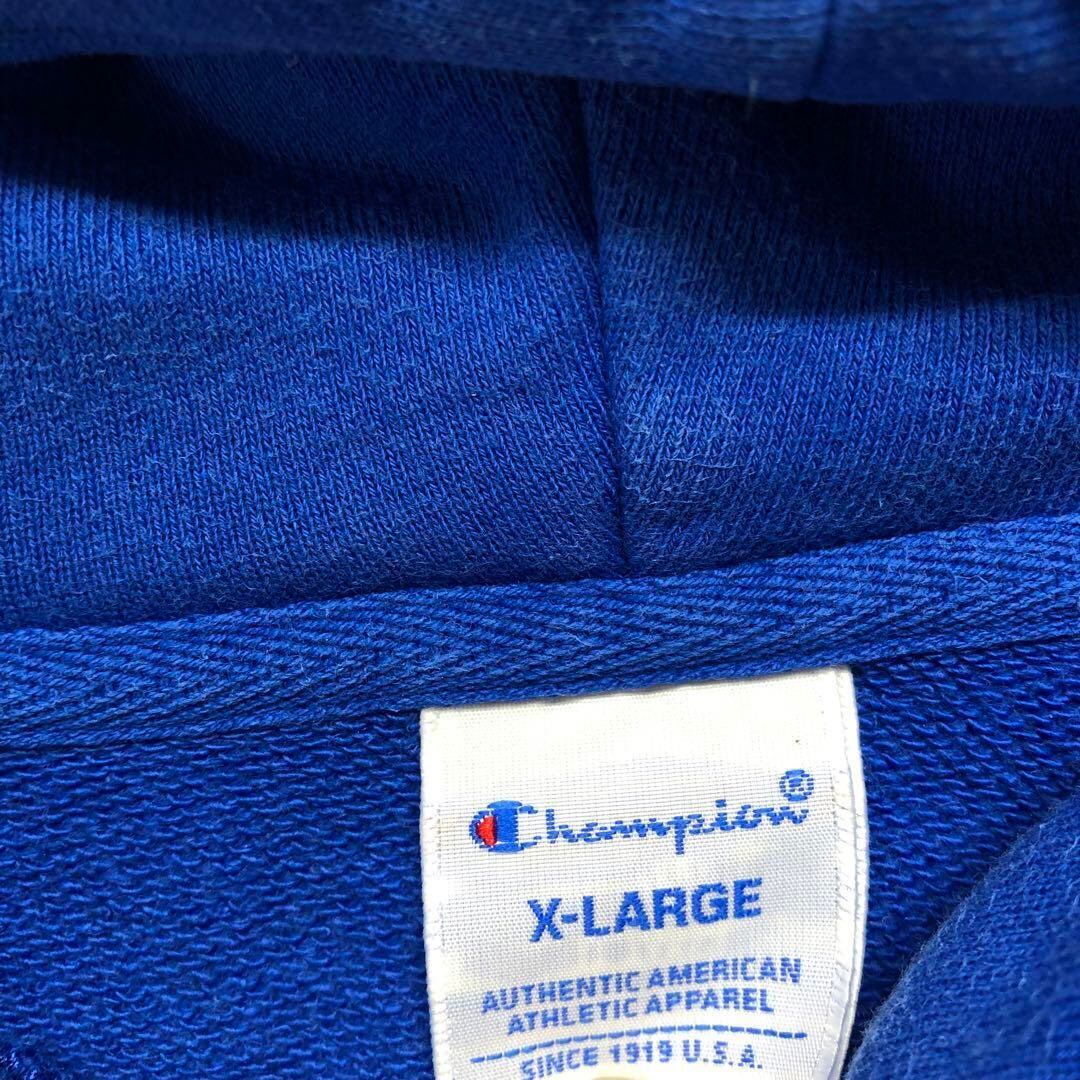 Champion®
X-LARGE
AUTHENTIC AMERICAN
ATHLETIC APPAREL
SINCE 1919 U.S.A.